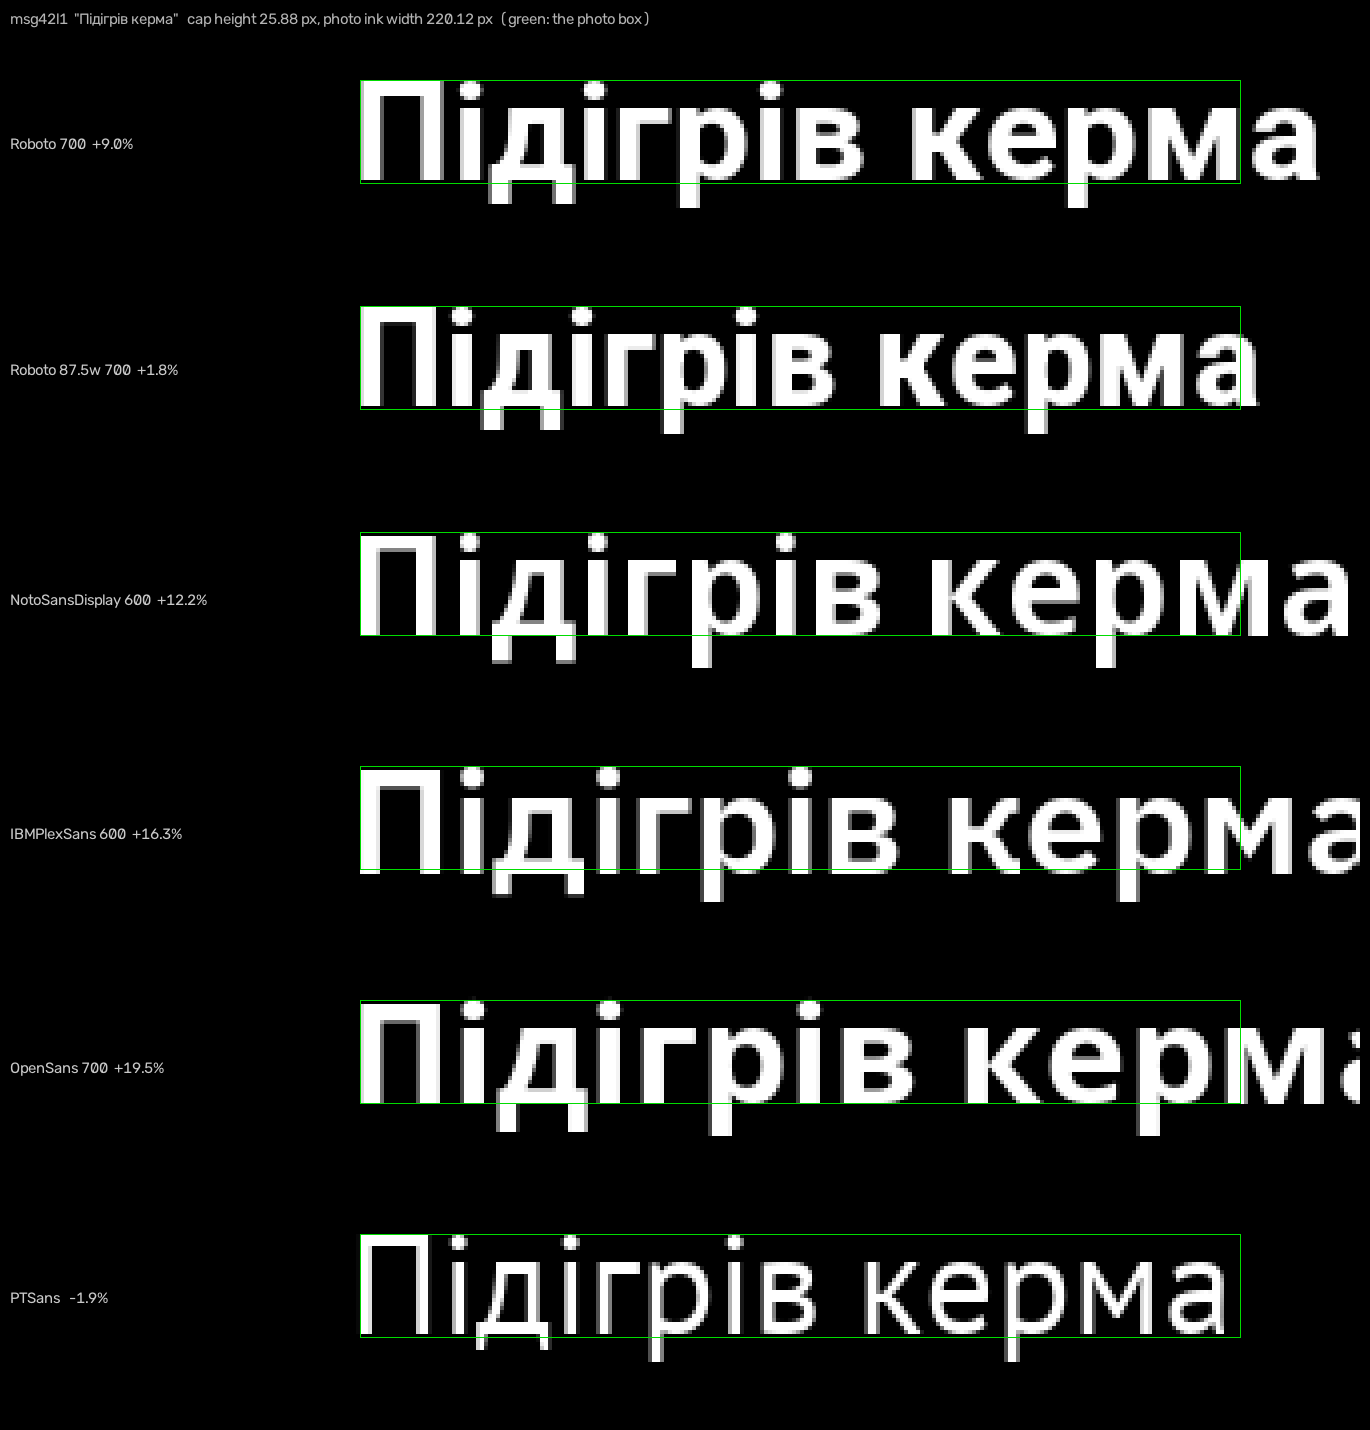 msg42l1 "Підігрів керма" cap height 25.88 px, photo ink width 220.12 px (green: the photo box)
Roboto 700 +9.0% Підігрів керма
Roboto 87.5w 700 +1.8% Підігрів керма
NotoSansDisplay 600 +12.2% Підігрів керма
IBMPlexSans 600 +16.3% Підігрів керма
OpenSans 700 +19.5% Підігрів керма
PTSans -1.9% Підігрів керма